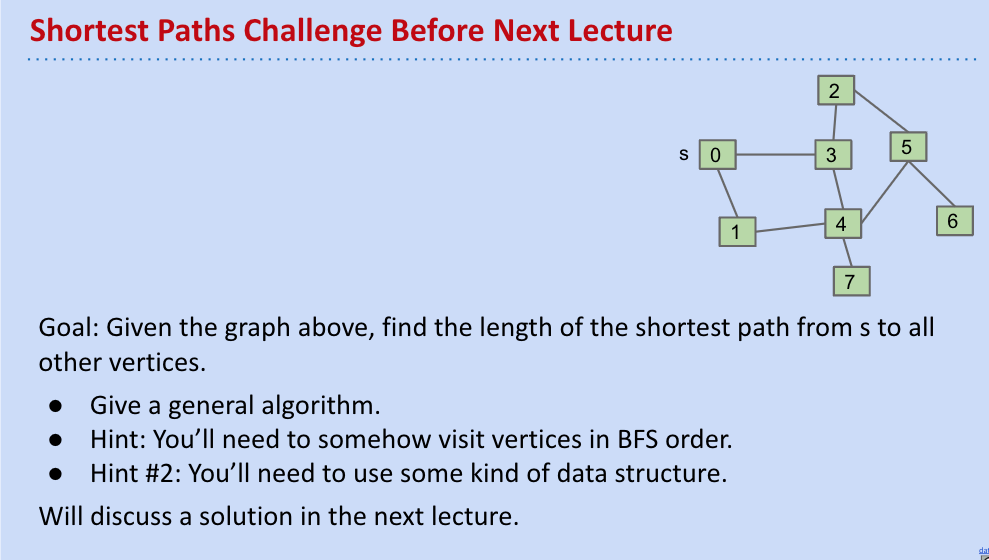 Shortest Paths Challenge Before Next Lecture
2
s 0 3 5
1 4 6
7
Goal: Given the graph above, find the length of the shortest path from s to all
other vertices.
● Give a general algorithm.
● Hint: You’ll need to somehow visit vertices in BFS order.
● Hint #2: You’ll need to use some kind of data structure.
Will discuss a solution in the next lecture.